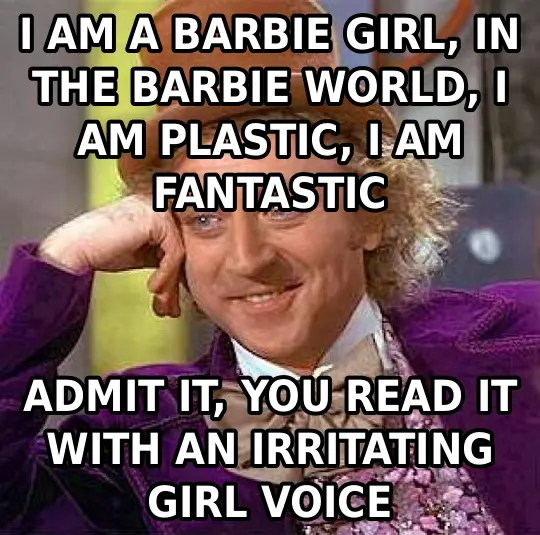 I AM A BARBIE GIRL, IN
THE BARBIE WORLD, I
AM PLASTIC, I AM
FANTASTIC
ADMIT IT, YOU READ IT
WITH AN IRRITATING
GIRL VOICE